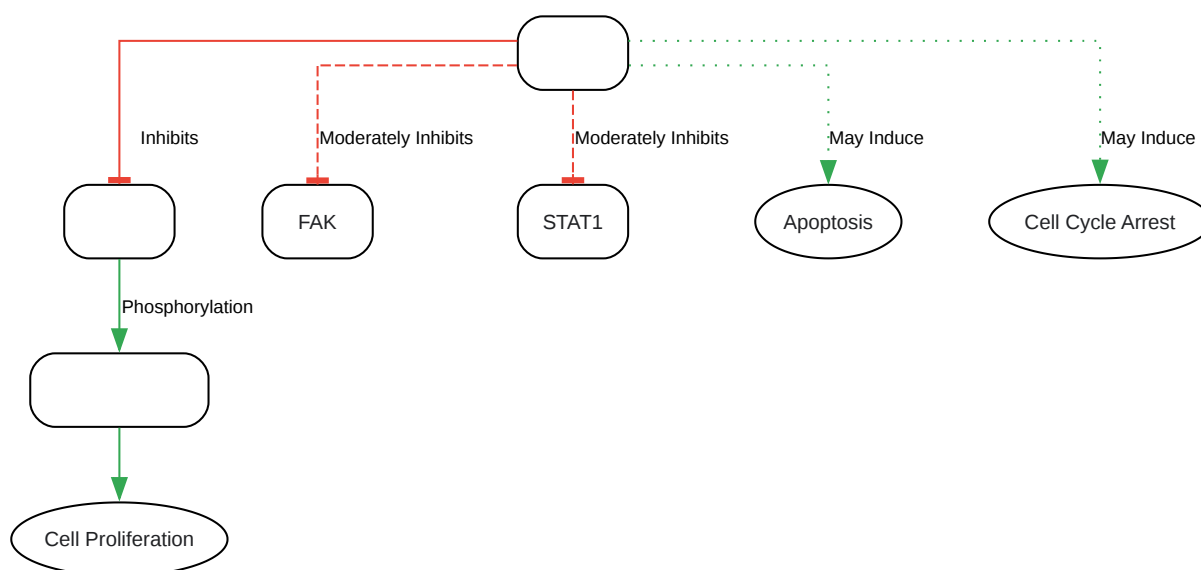 Inhibits
Moderately Inhibits
Moderately Inhibits
May Induce
May Induce
FAK
STAT1
Apoptosis
Cell Cycle Arrest
Phosphorylation
Cell Proliferation